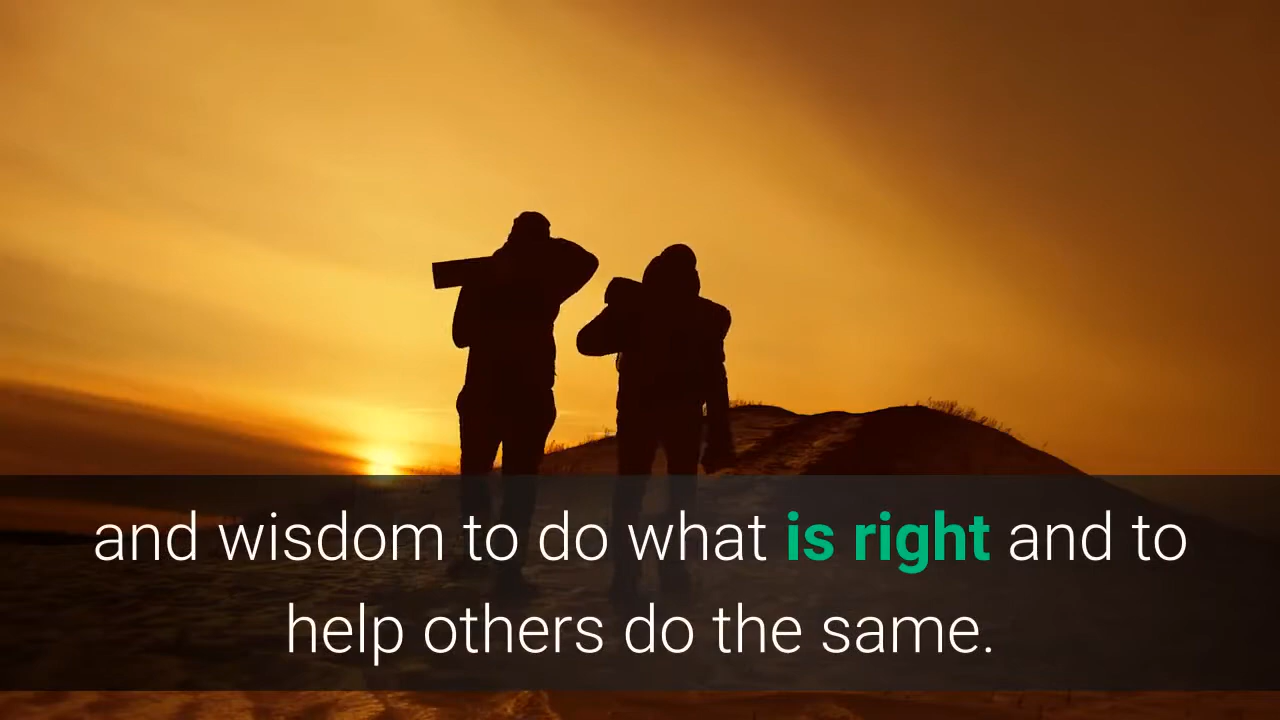 and wisdom to do what is right and to
help others do the same.